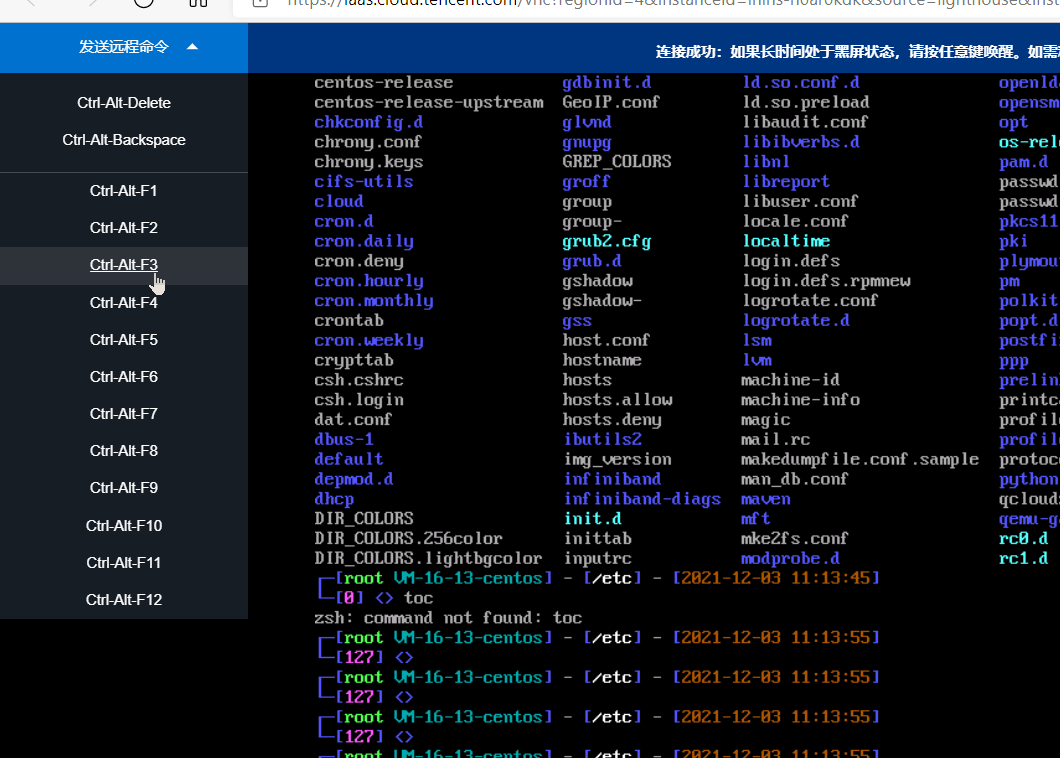 https://iaas.cloud.tencent.com/vnc?regionId=4&instanceId=
发送远程命令
连接成功：如果长时间处于黑屏状态，请按任意键唤醒。如需
Ctrl-Alt-Delete
Ctrl-Alt-Backspace
Ctrl-Alt-F1
Ctrl-Alt-F2
Ctrl-Alt-F3
Ctrl-Alt-F4
Ctrl-Alt-F5
Ctrl-Alt-F6
Ctrl-Alt-F7
Ctrl-Alt-F8
Ctrl-Alt-F9
Ctrl-Alt-F10
Ctrl-Alt-F11
Ctrl-Alt-F12
centos-release gdbinit.d ld.so.conf.d openld
centos-release-upstream GeoIP.conf ld.so.preload opensm
chkconfig.d glvnd libaudit.conf opt
chrony.conf gnupg libibverbs.d os-rel
chrony.keys GREP_COLORS libnl pam.d
cifs-utils groff libreport passwd
cloud group libuser.conf passwd
cron.d group- locale.conf pkcs11
cron.daily grub2.cfg localtime pki
cron.deny grub.d login.defs plymou
cron.hourly gshadow login.defs.rpmnew pm
cron.monthly gshadow- logrotate.conf polkit
crontab gss logrotate.d popt.d
cron.weekly host.conf lsm postfi
crypttab hostname lvm ppp
csh.cshrc hosts machine-id prelin
csh.login hosts.allow machine-info printc
dat.conf hosts.deny magic profil
dbus-1 ibutils2 mail.rc profil
default img_version makedumpfile.conf.sample protoc
depmod.d infiniband man_db.conf python
dhcp infiniband-diags maven qcloud
DIR_COLORS init.d mft qemu-g
DIR_COLORS.256color inittab mke2fs.conf rc0.d
DIR_COLORS.lightbgcolor inputrc modprobe.d rc1.d
┌─[root VM-16-13-centos] - [/etc] - [2021-12-03 11:13:45]
└─[0] <> toc
zsh: command not found: toc
┌─[root VM-16-13-centos] - [/etc] - [2021-12-03 11:13:55]
└─[127] <>
┌─[root VM-16-13-centos] - [/etc] - [2021-12-03 11:13:55]
└─[127] <>
┌─[root VM-16-13-centos] - [/etc] - [2021-12-03 11:13:55]
└─[127] <>
┌─[root VM-16-13-centos] - [/etc] - [2021-12-03 11:13:55]